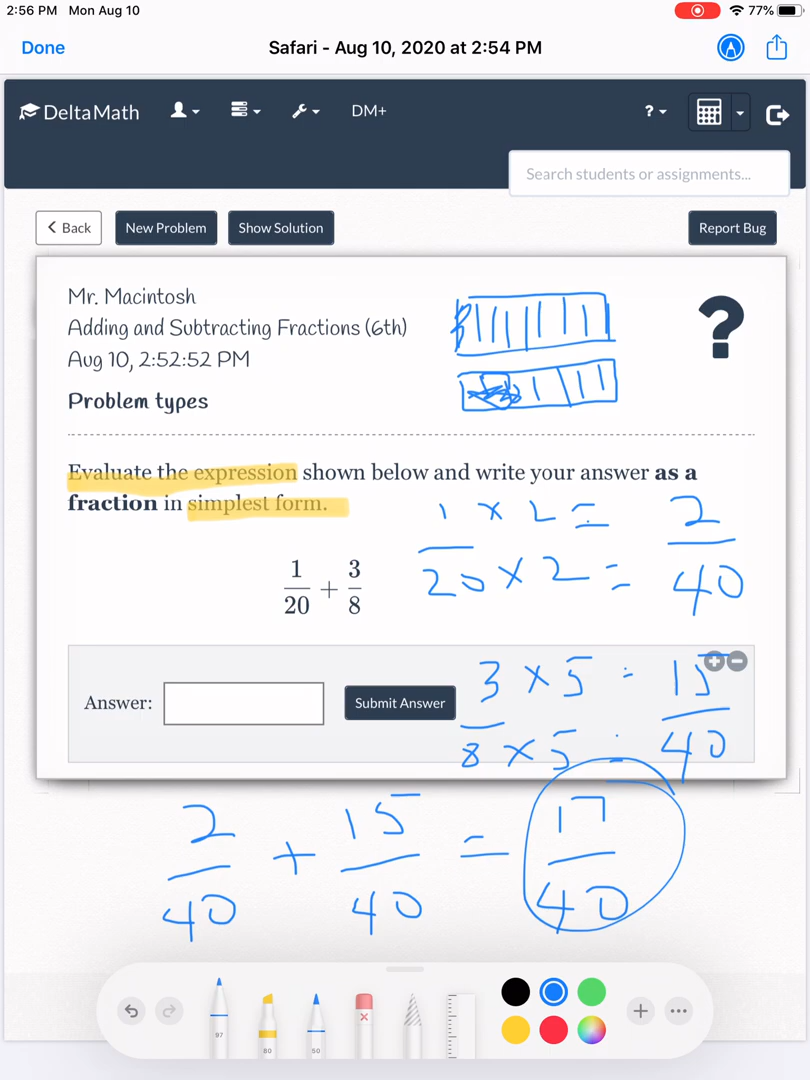 2:56 PM Mon Aug 10 77%
Done Safari - Aug 10, 2020 at 2:54 PM
DeltaMath DM+ ?
Search students or assignments...
Back New Problem Show Solution Report Bug
Mr. Macintosh
Adding and Subtracting Fractions (6th)
Aug 10, 2:52:52 PM
Problem types
?
Evaluate the expression shown below and write your answer as a
fraction in simplest form.
1/20 + 3/8
1 × 2 = 2
20 × 2 = 40
Answer: Submit Answer
3 × 5 = 15
8 × 5 = 40
2/40 + 15/40 = 17/40
97 80 50